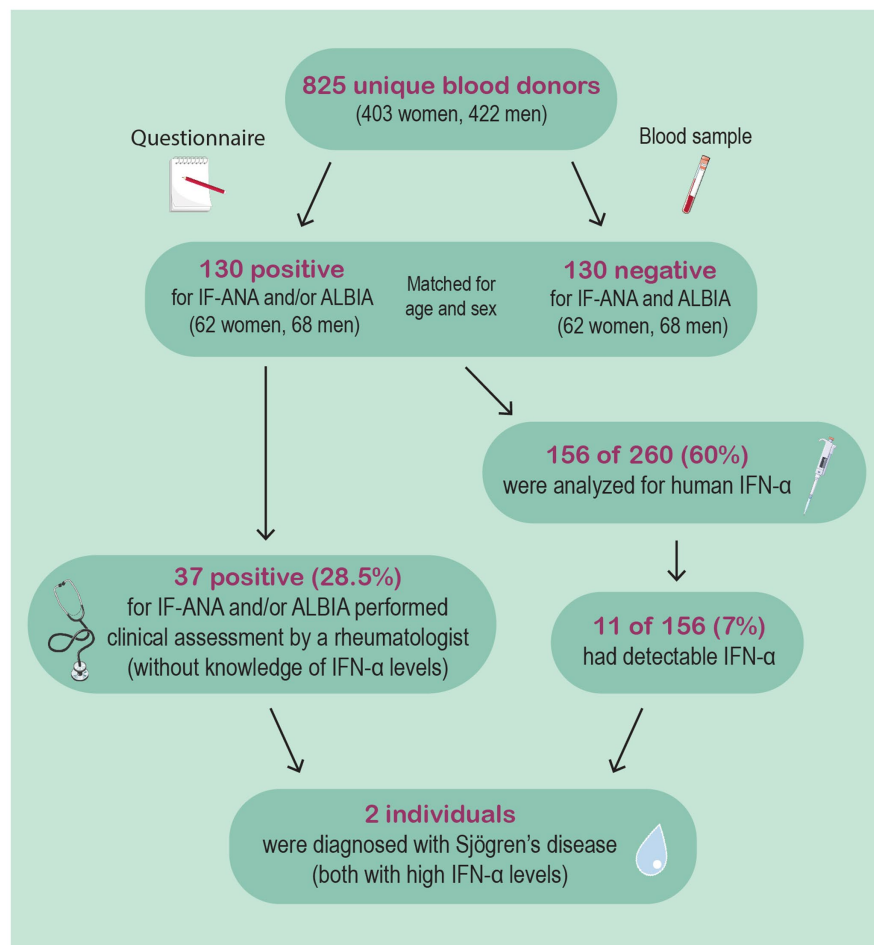 825 unique blood donors
(403 women, 422 men)
Questionnaire
Blood sample
130 positive
for IF-ANA and/or ALBIA
(62 women, 68 men)
Matched for
age and sex
130 negative
for IF-ANA and ALBIA
(62 women, 68 men)
156 of 260 (60%)
were analyzed for human IFN-α
37 positive (28.5%)
for IF-ANA and/or ALBIA performed
clinical assessment by a rheumatologist
(without knowledge of IFN-α levels)
11 of 156 (7%)
had detectable IFN-α
2 individuals
were diagnosed with Sjögren’s disease
(both with high IFN-α levels)